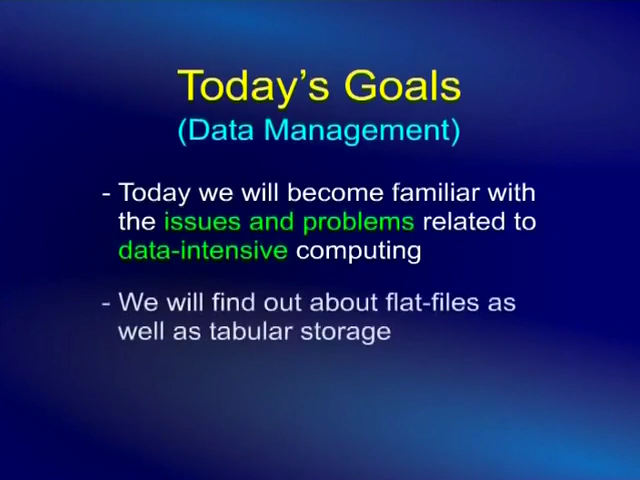 Today's Goals
(Data Management)
- Today we will become familiar with
the issues and problems related to
data-intensive computing
- We will find out about flat-files as
well as tabular storage